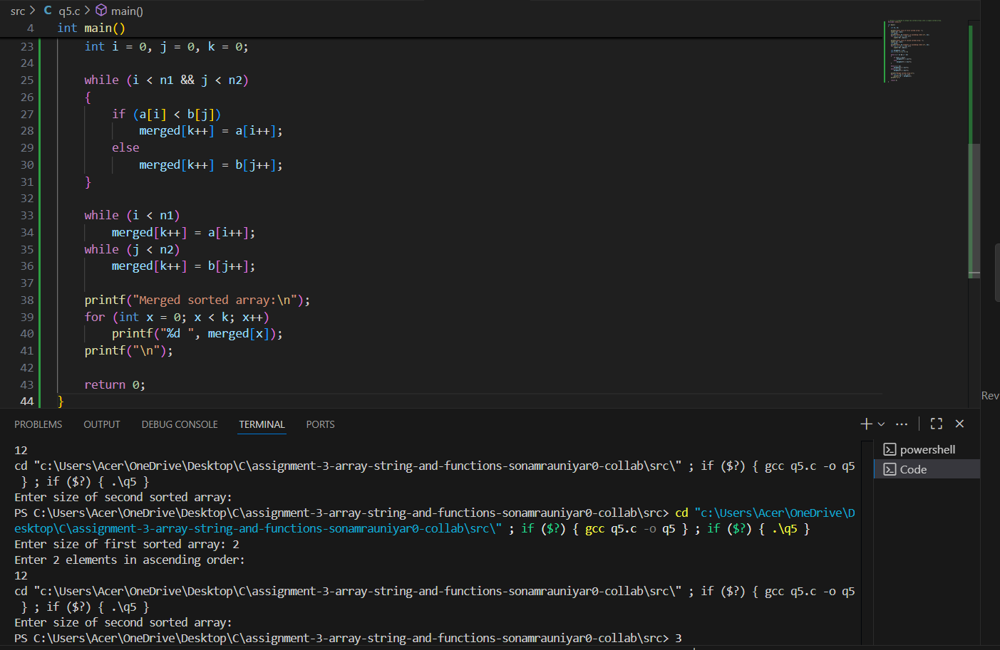 src > C q5.c > main()
4 int main()
23 int i = 0, j = 0, k = 0;
24
25 while (i < n1 && j < n2)
26 {
27 if (a[i] < b[j])
28 merged[k++] = a[i++];
29 else
30 merged[k++] = b[j++];
31 }
32
33 while (i < n1)
34 merged[k++] = a[i++];
35 while (j < n2)
36 merged[k++] = b[j++];
37
38 printf("Merged sorted array:\n");
39 for (int x = 0; x < k; x++)
40 printf("%d ", merged[x]);
41 printf("\n");
42
43 return 0;
44 }
Rev
PROBLEMS OUTPUT DEBUG CONSOLE TERMINAL PORTS
powershell
Code
12
cd "c:\Users\Acer\OneDrive\Desktop\C\assignment-3-array-string-and-functions-sonamrauniyar0-collab\src\" ; if ($?) { gcc q5.c -o q5
} ; if ($?) { .\q5 }
Enter size of second sorted array:
PS C:\Users\Acer\OneDrive\Desktop\C\assignment-3-array-string-and-functions-sonamrauniyar0-collab\src> cd "c:\Users\Acer\OneDrive\D
esktop\C\assignment-3-array-string-and-functions-sonamrauniyar0-collab\src\" ; if ($?) { gcc q5.c -o q5 } ; if ($?) { .\q5 }
Enter size of first sorted array: 2
Enter 2 elements in ascending order:
12
cd "c:\Users\Acer\OneDrive\Desktop\C\assignment-3-array-string-and-functions-sonamrauniyar0-collab\src\" ; if ($?) { gcc q5.c -o q5
} ; if ($?) { .\q5 }
Enter size of second sorted array:
PS C:\Users\Acer\OneDrive\Desktop\C\assignment-3-array-string-and-functions-sonamrauniyar0-collab\src> 3